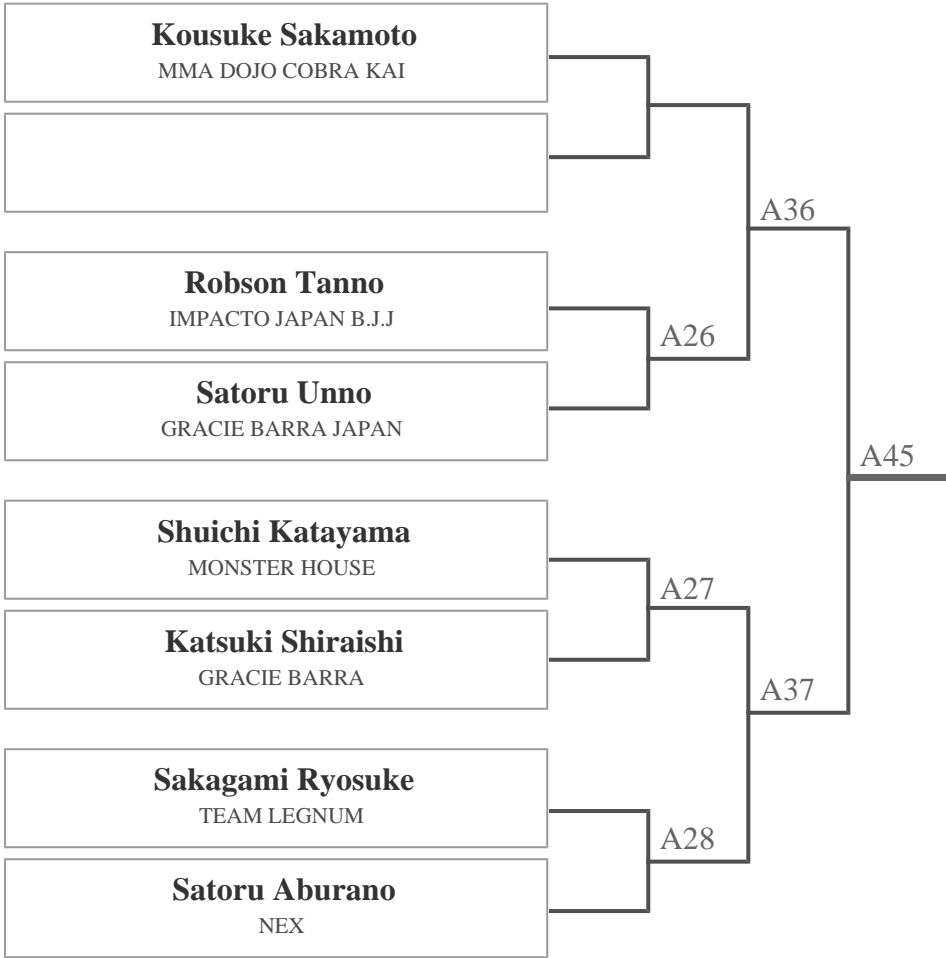 Kousuke Sakamoto
MMA DOJO COBRA KAI
A36
Robson Tanno
IMPACTO JAPAN B.J.J
A26
Satoru Unno
GRACIE BARRA JAPAN
A45
Shuichi Katayama
MONSTER HOUSE
A27
Katsuki Shiraishi
GRACIE BARRA
A37
Sakagami Ryosuke
TEAM LEGNUM
A28
Satoru Aburano
NEX